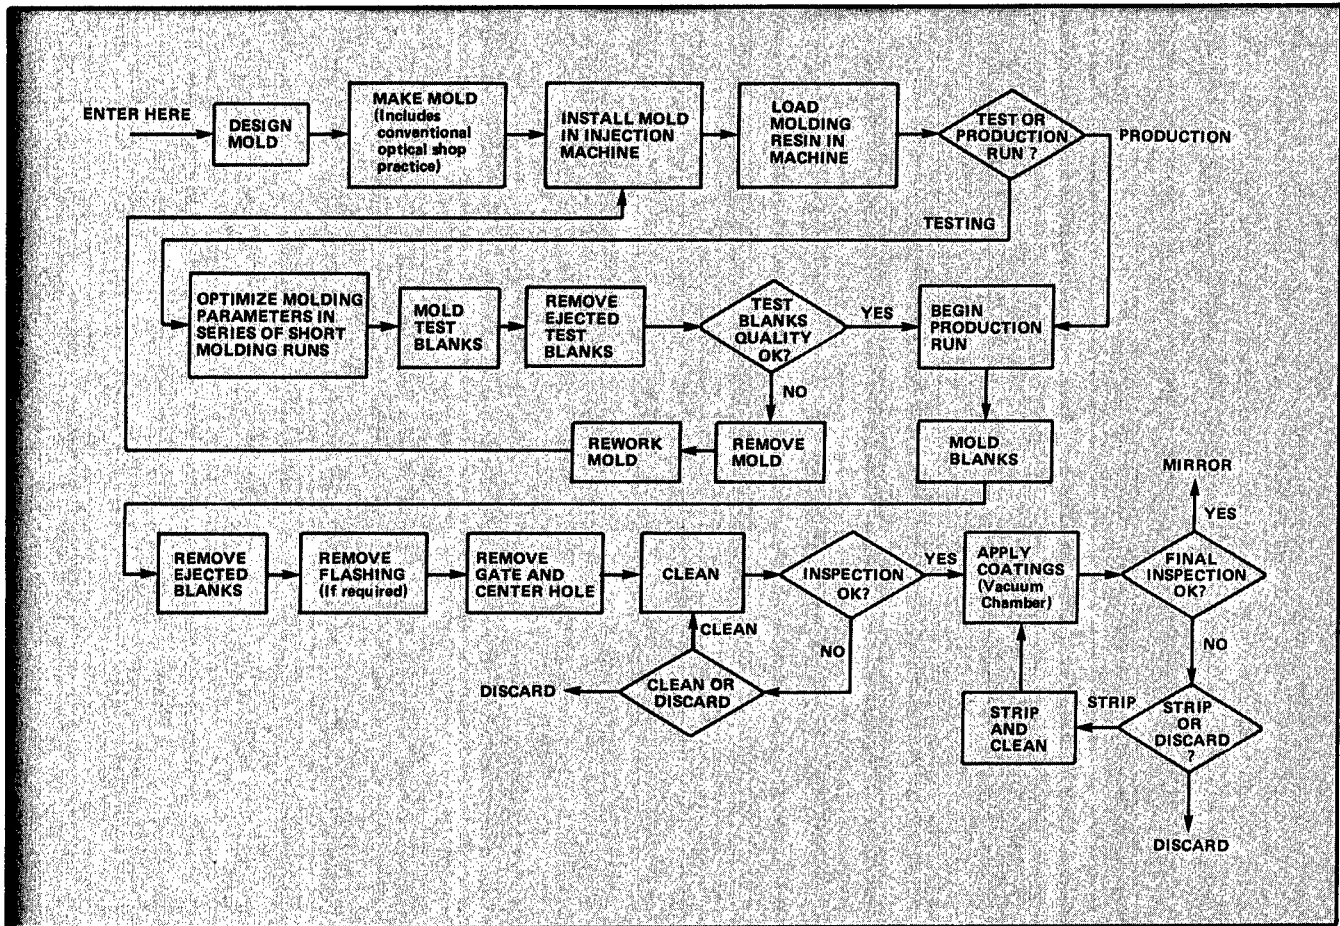 ENTER HERE
DESIGN
MOLD
MAKE MOLD
(Includes
conventional
optical shop
practice)
INSTALL MOLD
IN INJECTION
MACHINE
LOAD
MOLDING
RESIN IN
MACHINE
TEST OR
PRODUCTION
RUN ?
PRODUCTION
TESTING
OPTIMIZE MOLDING
PARAMETERS IN
SERIES OF SHORT
MOLDING RUNS
MOLD
TEST
BLANKS
REMOVE
EJECTED
TEST
BLANKS
TEST
BLANKS
QUALITY
OK?
YES
BEGIN
PRODUCTION
RUN
NO
REWORK
MOLD
REMOVE
MOLD
MOLD
BLANKS
MIRROR
YES
REMOVE
EJECTED
BLANKS
REMOVE
FLASHING
(If required)
REMOVE
GATE AND
CENTER HOLE
CLEAN
INSPECTION
OK?
YES
APPLY
COATINGS
(Vacuum
Chamber)
FINAL
INSPECTION
OK?
CLEAN
NO
NO
DISCARD
CLEAN OR
DISCARD
STRIP
AND
CLEAN
STRIP
STRIP
OR
DISCARD
?
DISCARD